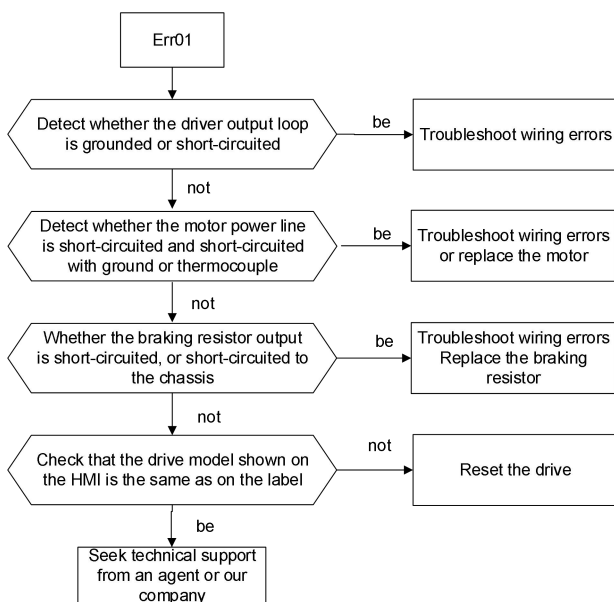 Err01
Detect whether the driver output loop
is grounded or short-circuited
be
Troubleshoot wiring errors
not
Detect whether the motor power line
is short-circuited and short-circuited
with ground or thermocouple
be
Troubleshoot wiring errors
or replace the motor
not
Whether the braking resistor output
is short-circuited, or short-circuited to
the chassis
be
Troubleshoot wiring errors
Replace the braking
resistor
not
Check that the drive model shown on
the HMI is the same as on the label
not
Reset the drive
be
Seek technical support
from an agent or our
company